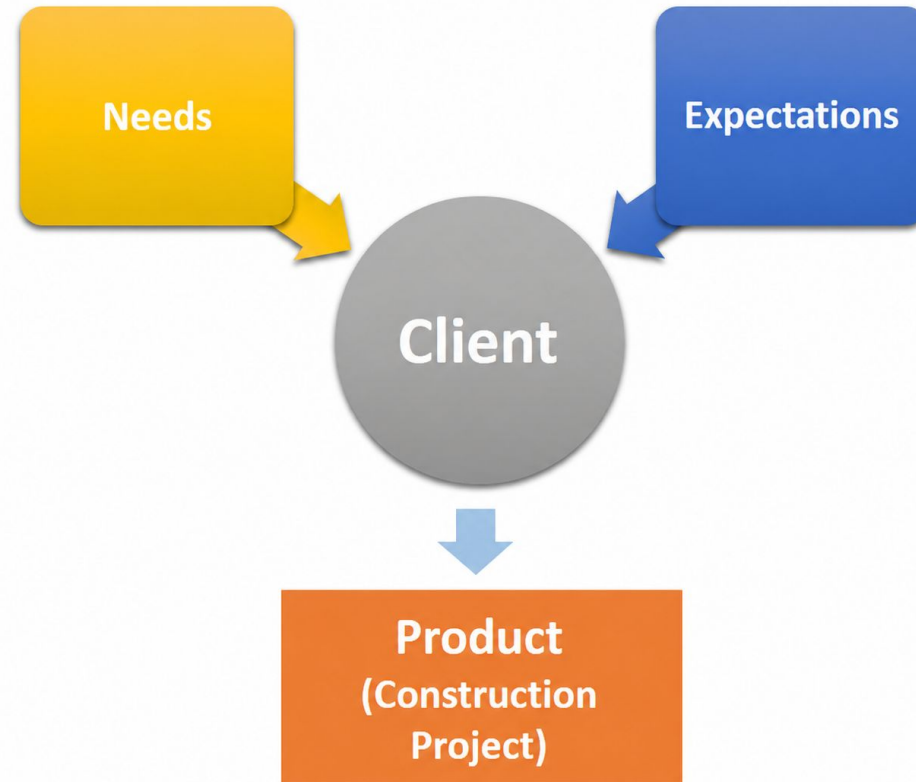 Needs
Expectations
Client
Product
(Construction
Project)